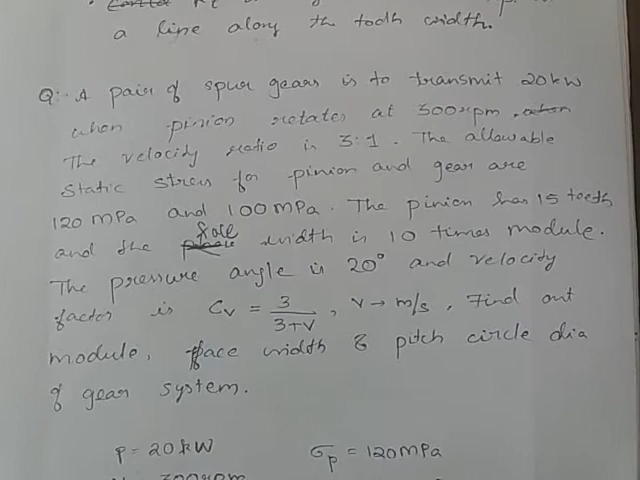 a line along the tooth width.
Q:- A pair of spur gears is to transmit 20kW
when pinion rotates at 300rpm.
The velocity ratio is 3:1. The allowable
static stress for pinion and gear are
120 MPa and 100MPa. The pinion has 15 teeth
and the face width is 10 times module.
The pressure angle is 20° and velocity
factor is Cv = 3/(3+V), V → m/s, Find out
module, face width & pitch circle dia
of gear system.
P = 20kW σp = 120MPa
300rpm